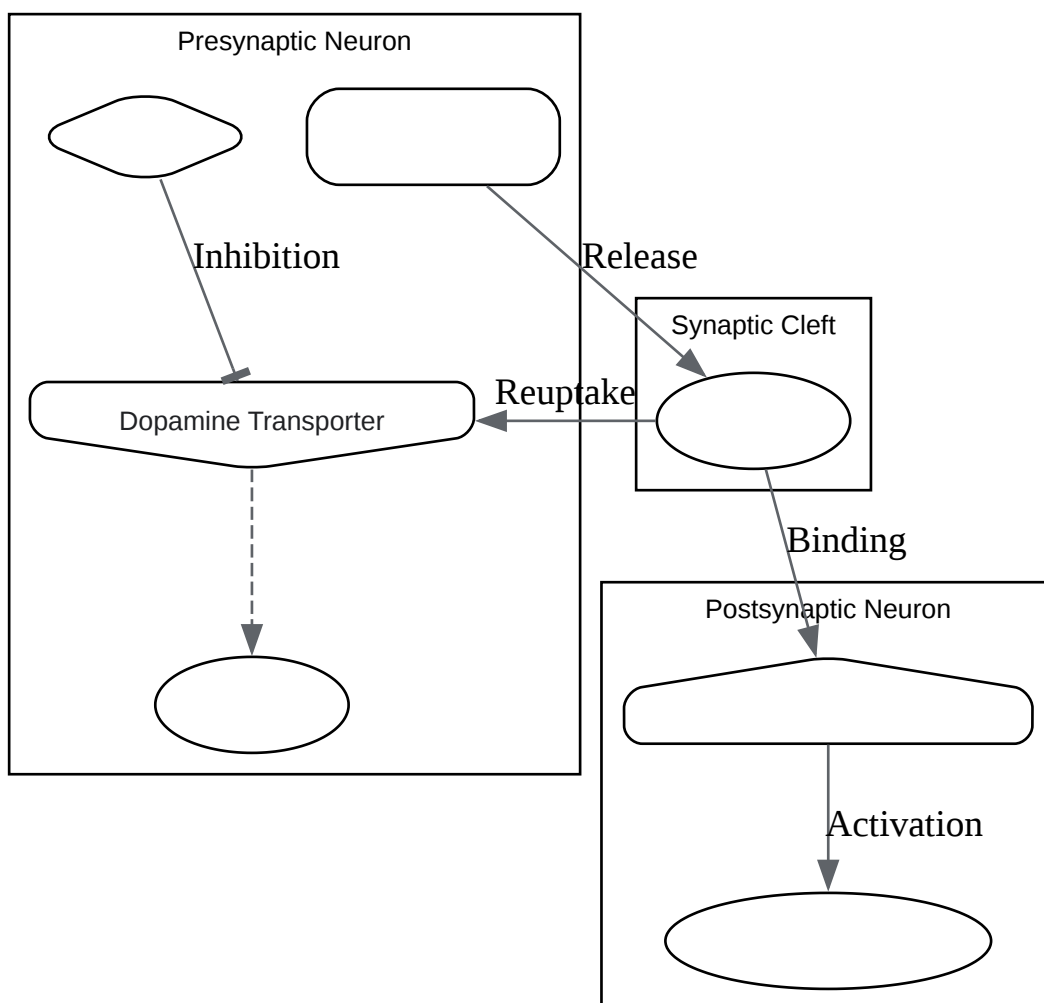 Presynaptic Neuron
Inhibition
Release
Synaptic Cleft
Reuptake
Dopamine Transporter
Binding
Postsynaptic Neuron
Activation